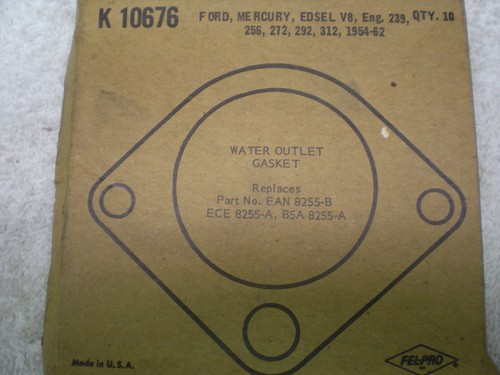 K 10676
FORD, MERCURY, EDSEL V8, Eng. 239,
256, 272, 292, 312, 1954-62
QTY. 10
WATER OUTLET
GASKET
Replaces
Part No. EAN 8255-B
ECE 8255-A, B5A 8255-A
Made in U.S.A.
FEL-PRO
®